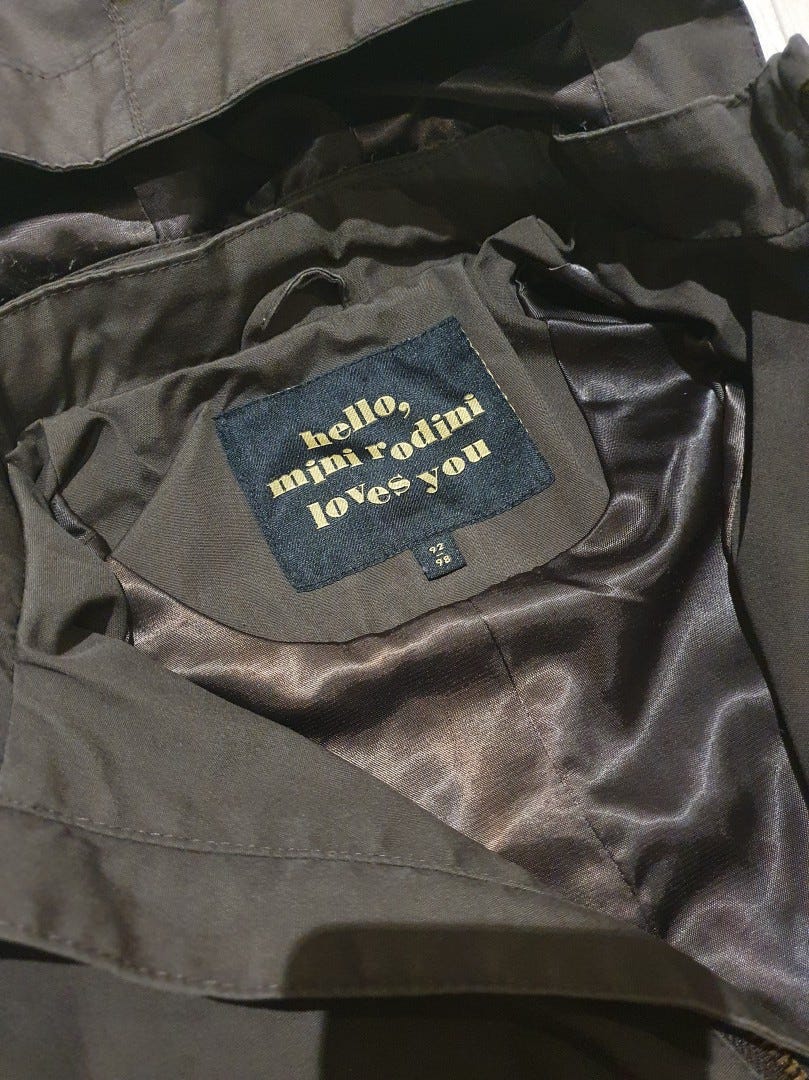 hello,
mini rodini
loves you
92
98